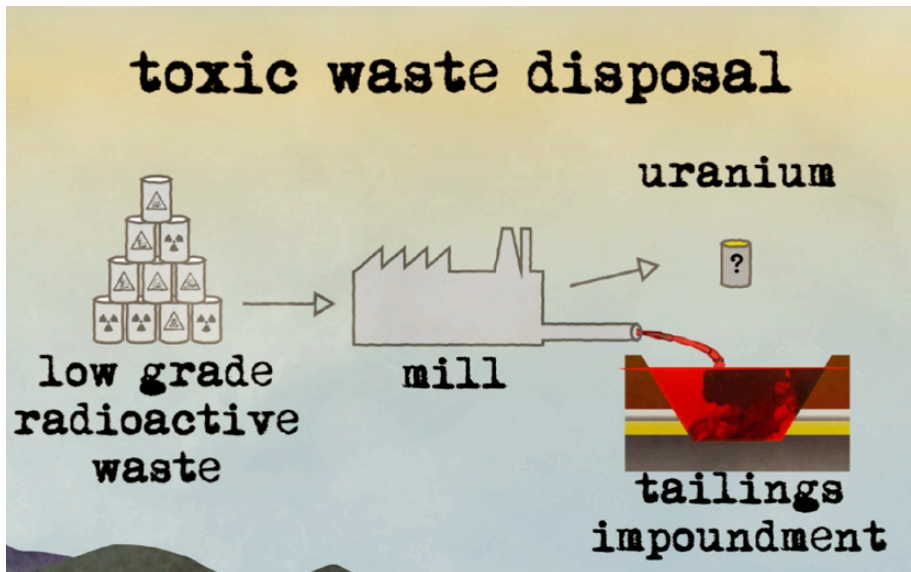 toxic waste disposal
uranium
?
low grade
radioactive
waste
mill
tailings
impoundment